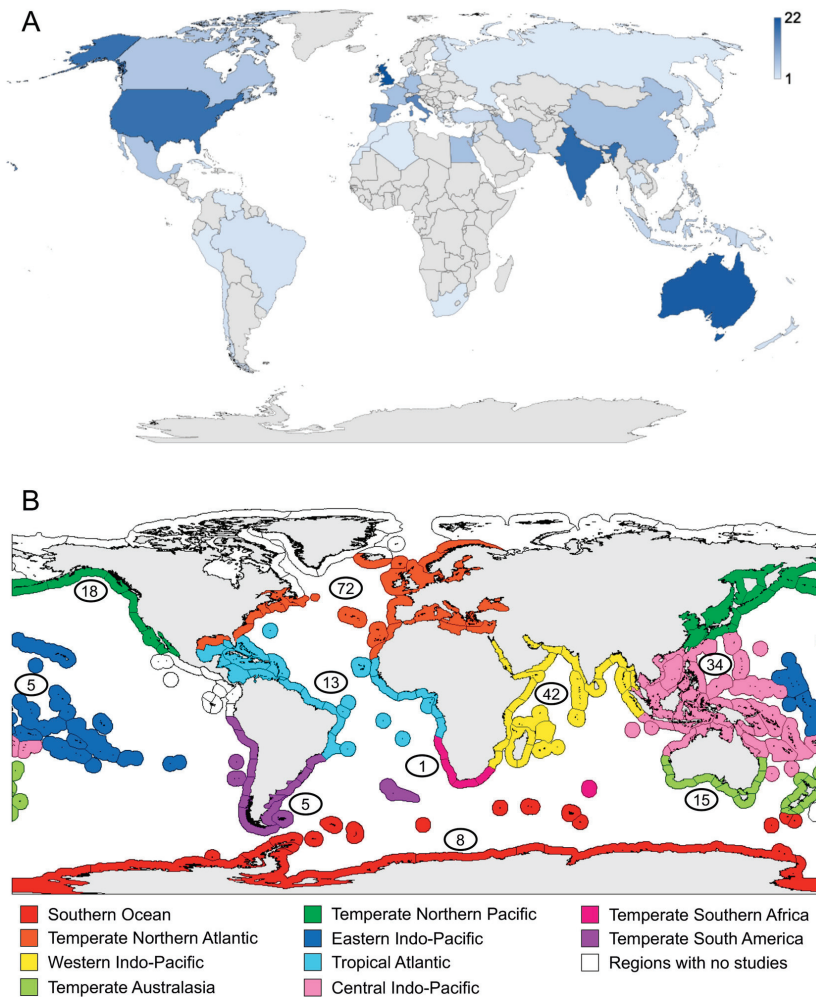 A
22
1
B
18
72
5
13
42
34
1
5
15
8
Southern Ocean
Temperate Northern Atlantic
Western Indo-Pacific
Temperate Australasia
Temperate Northern Pacific
Eastern Indo-Pacific
Tropical Atlantic
Central Indo-Pacific
Temperate Southern Africa
Temperate South America
Regions with no studies